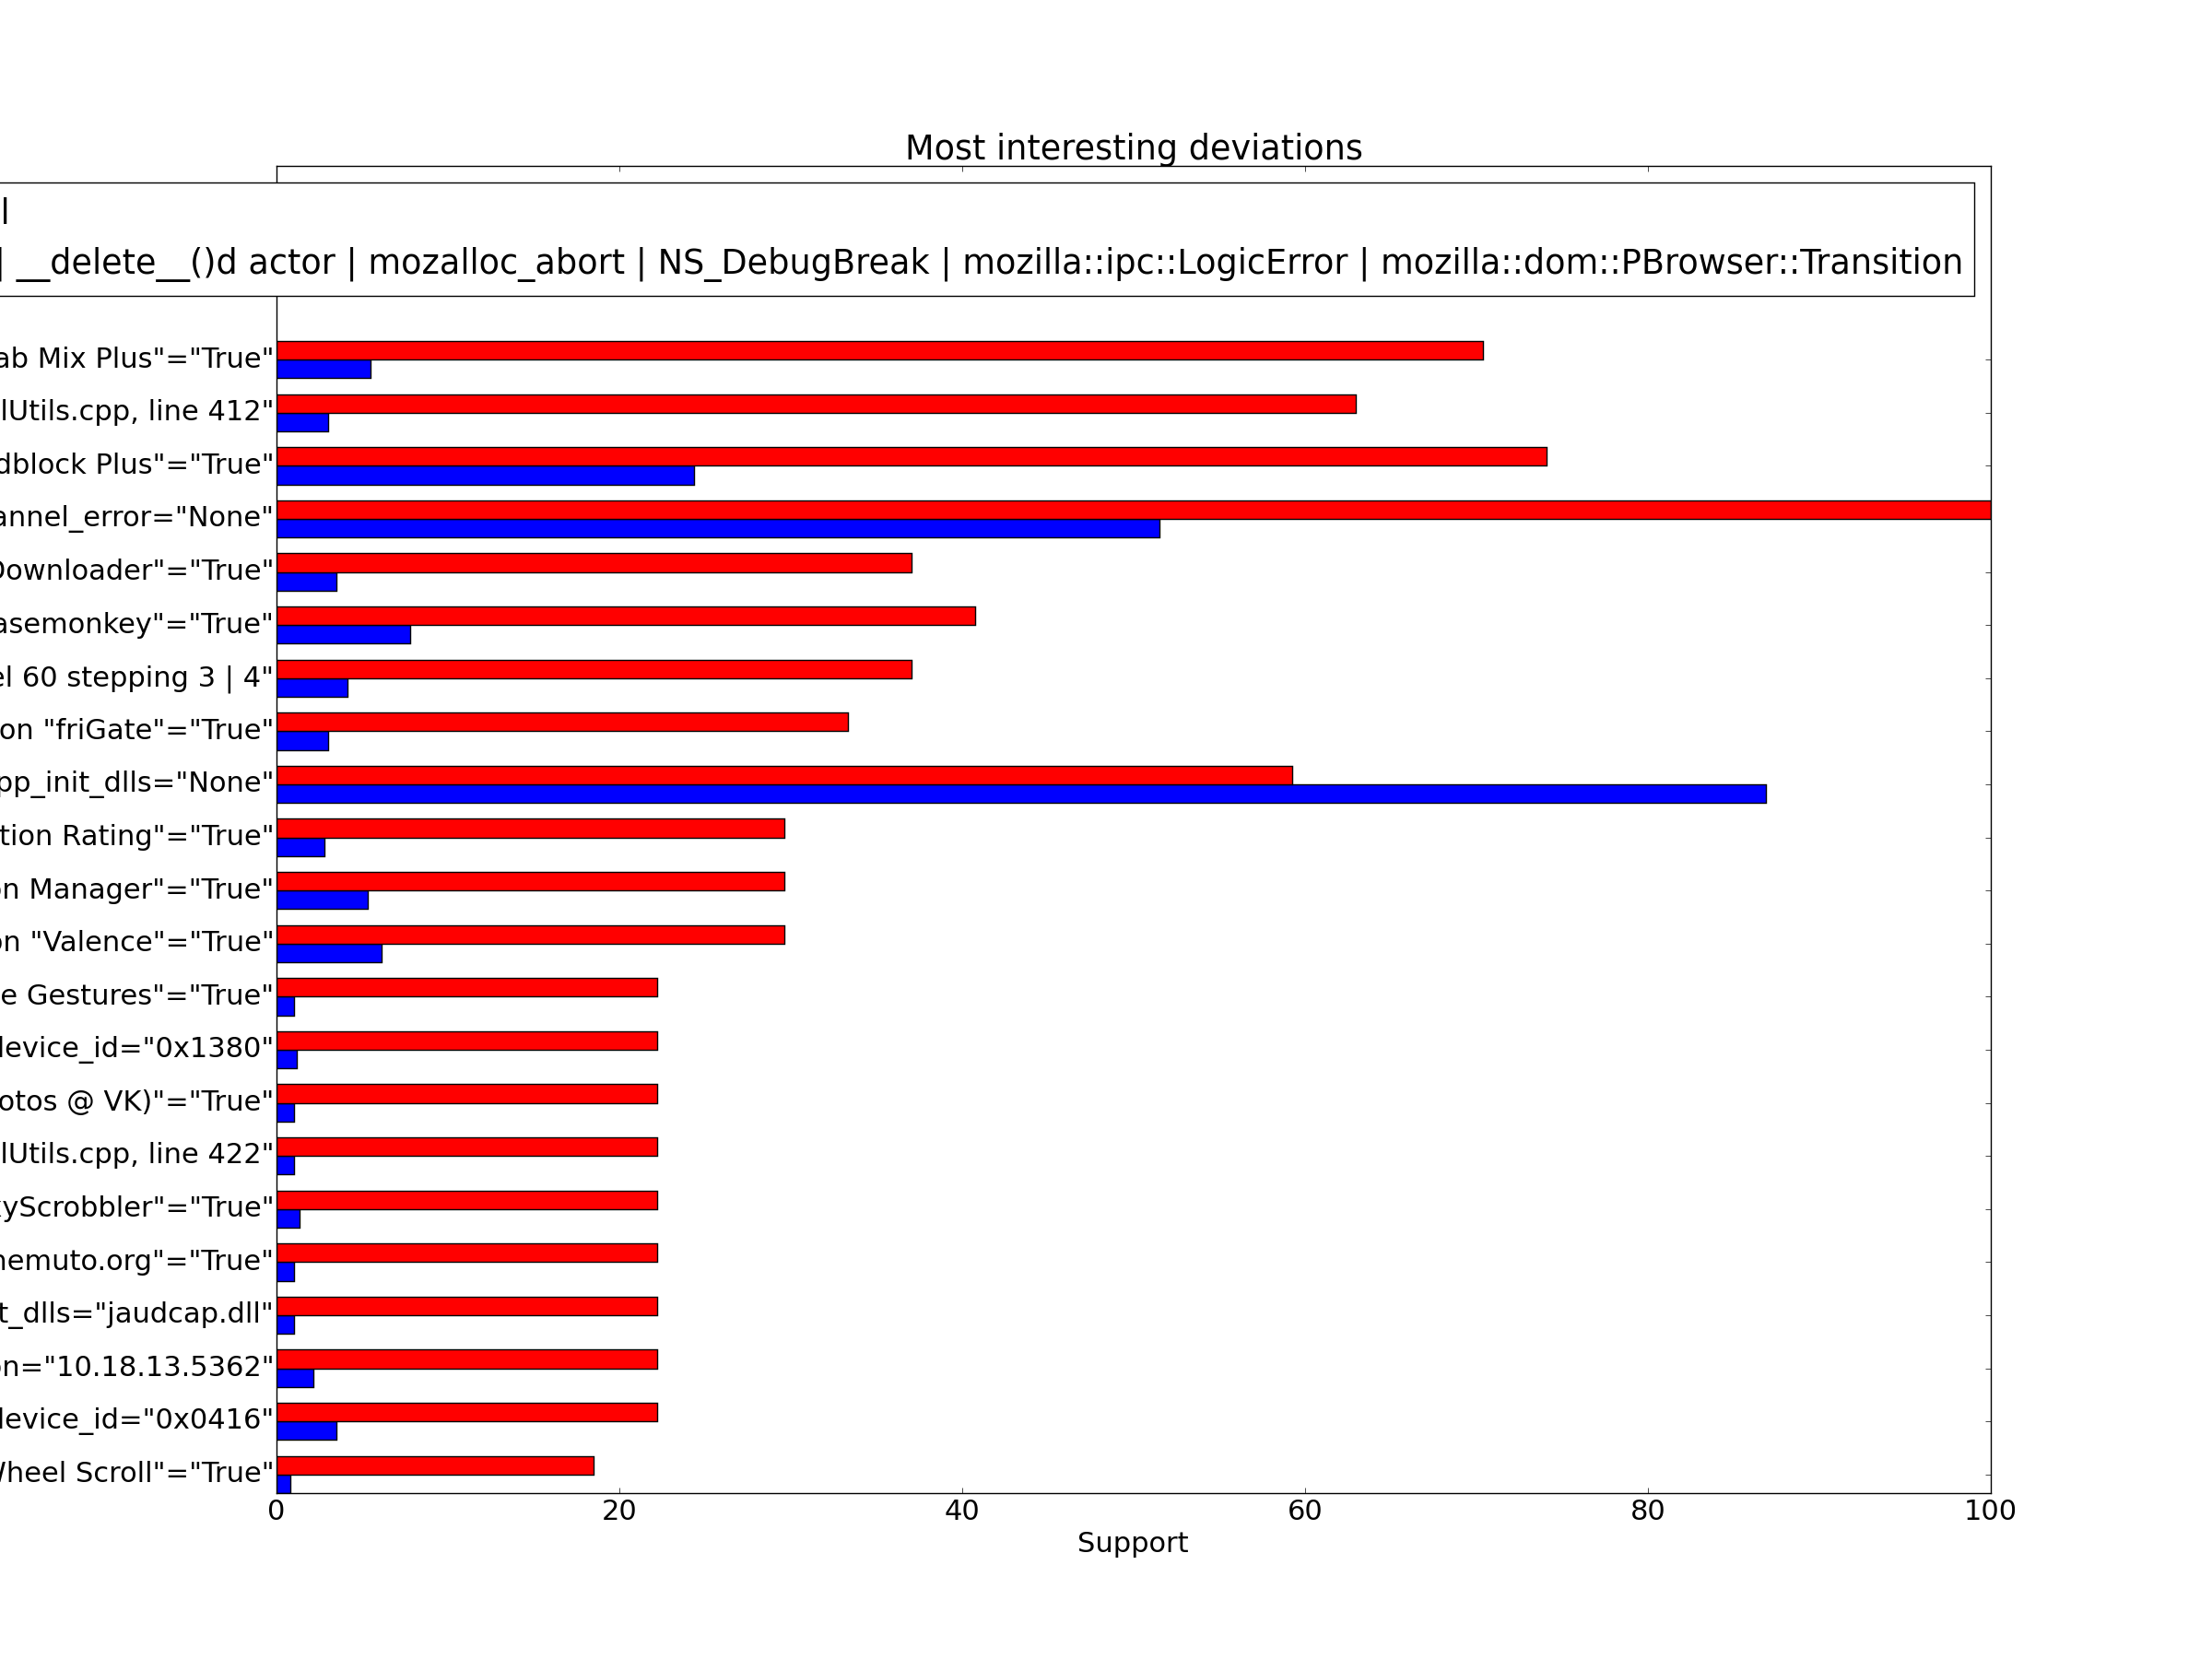 Most interesting deviations
l
| __delete__()d actor | mozalloc_abort | NS_DebugBreak | mozilla::ipc::LogicError | mozilla::dom::PBrowser::Transition
ab Mix Plus"="True"
lUtils.cpp, line 412"
dblock Plus"="True"
annel_error="None"
Downloader"="True"
asemonkey"="True"
el 60 stepping 3 | 4"
on "friGate"="True"
pp_init_dlls="None"
tion Rating"="True"
on Manager"="True"
on "Valence"="True"
e Gestures"="True"
device_id="0x1380"
otos @ VK)"="True"
lUtils.cpp, line 422"
xyScrobbler"="True"
nemuto.org"="True"
t_dlls="jaudcap.dll"
on="10.18.13.5362"
device_id="0x0416"
Wheel Scroll"="True"
0 20 40 60 80 100
Support